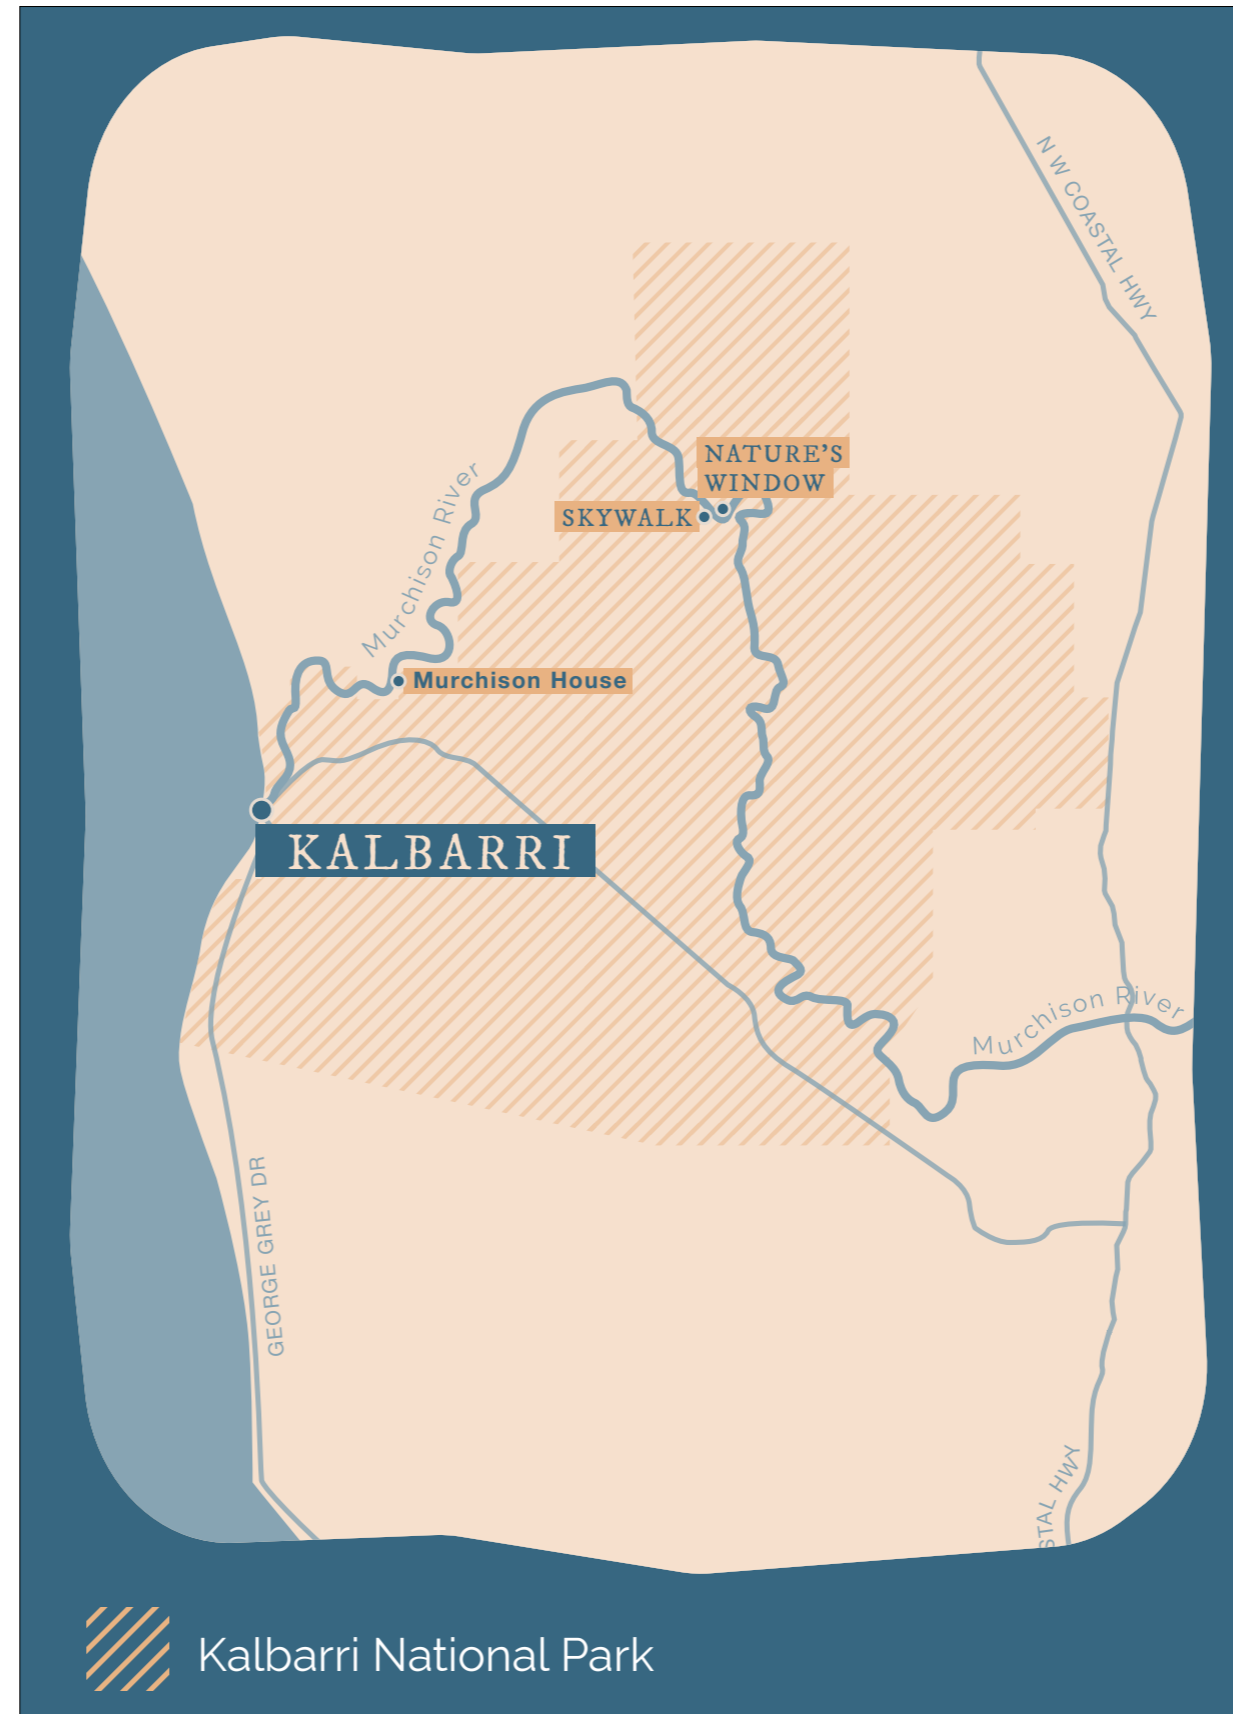 N W COASTAL HWY
NATURE'S
WINDOW
SKYWALK
Murchison River
Murchison House
KALBARRI
Murchison River
GEORGE GREY DR
STAL HWY
Kalbarri National Park